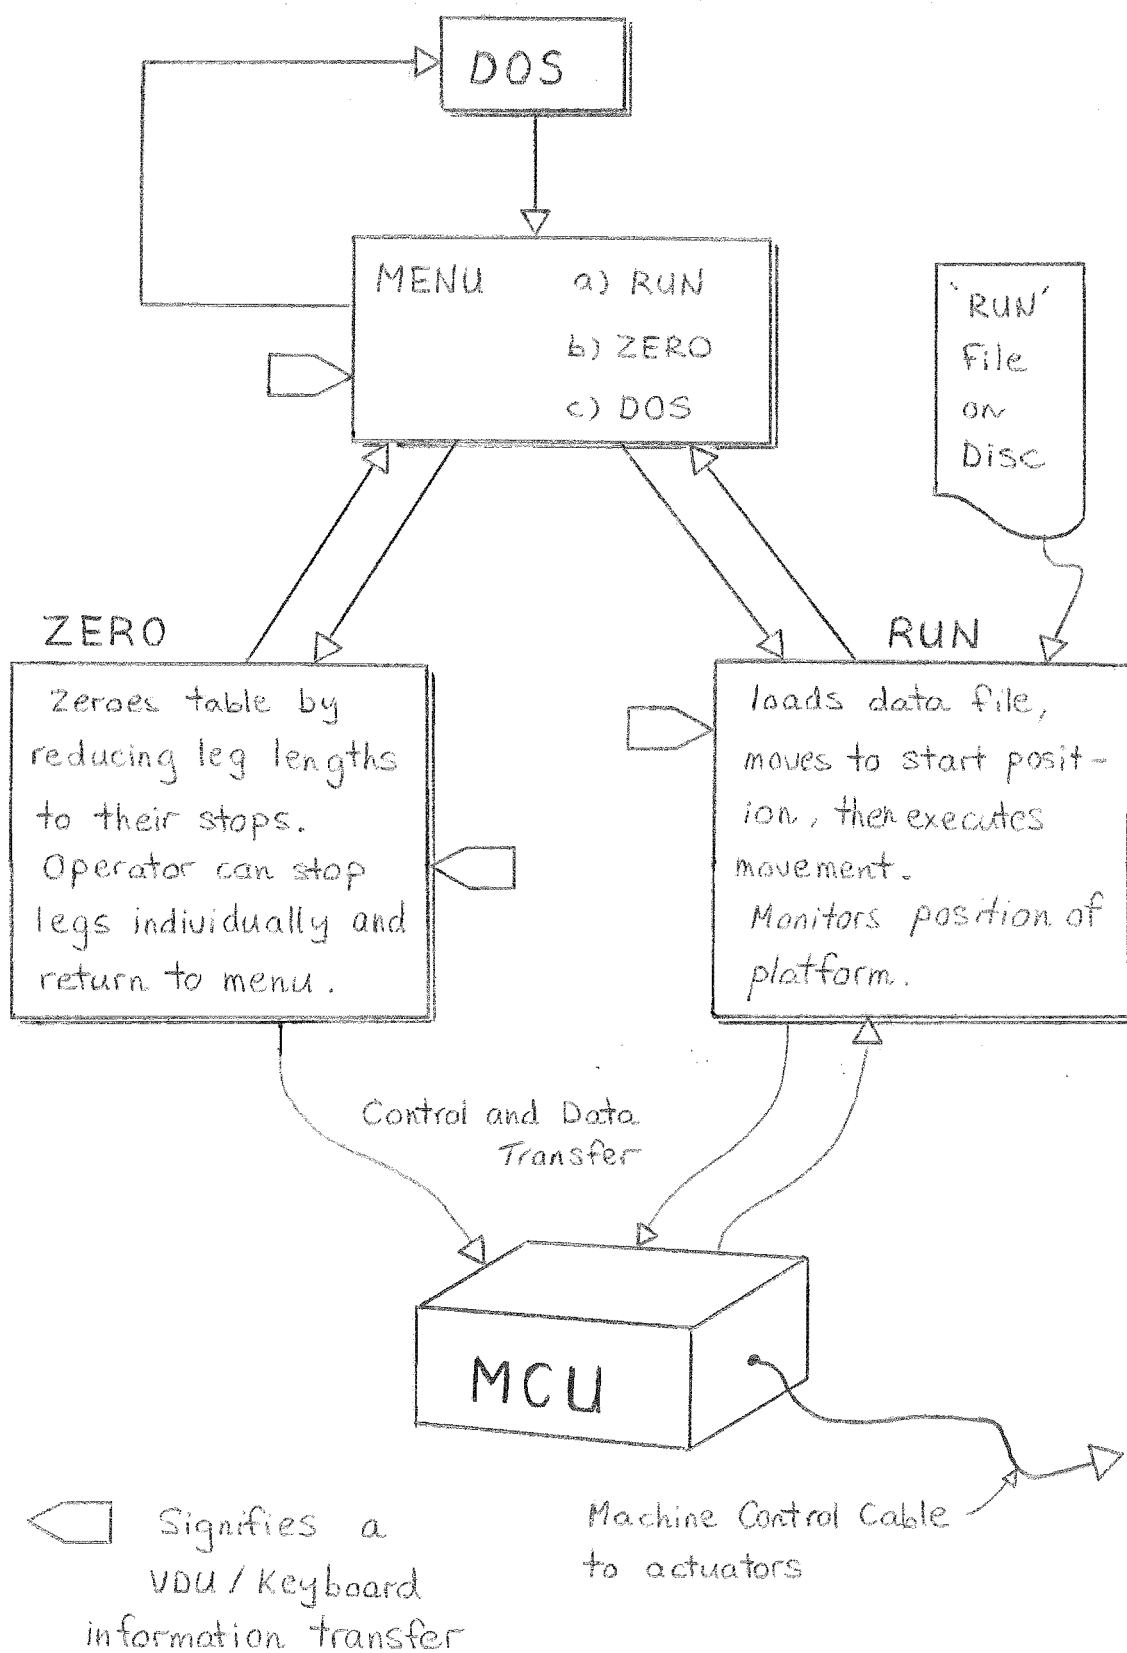 DOS
MENU a) RUN
b) ZERO
c) DOS
'RUN'
File
on
Disc
ZERO
Zeroes table by
reducing leg lengths
to their stops.
Operator can stop
legs individually and
return to menu.
RUN
loads data file,
moves to start posit-
ion, then executes
movement.
Monitors position of
platform.
Control and Data
Transfer
MCU
Signifies a
VDU / Keyboard
information transfer
Machine Control Cable
to actuators